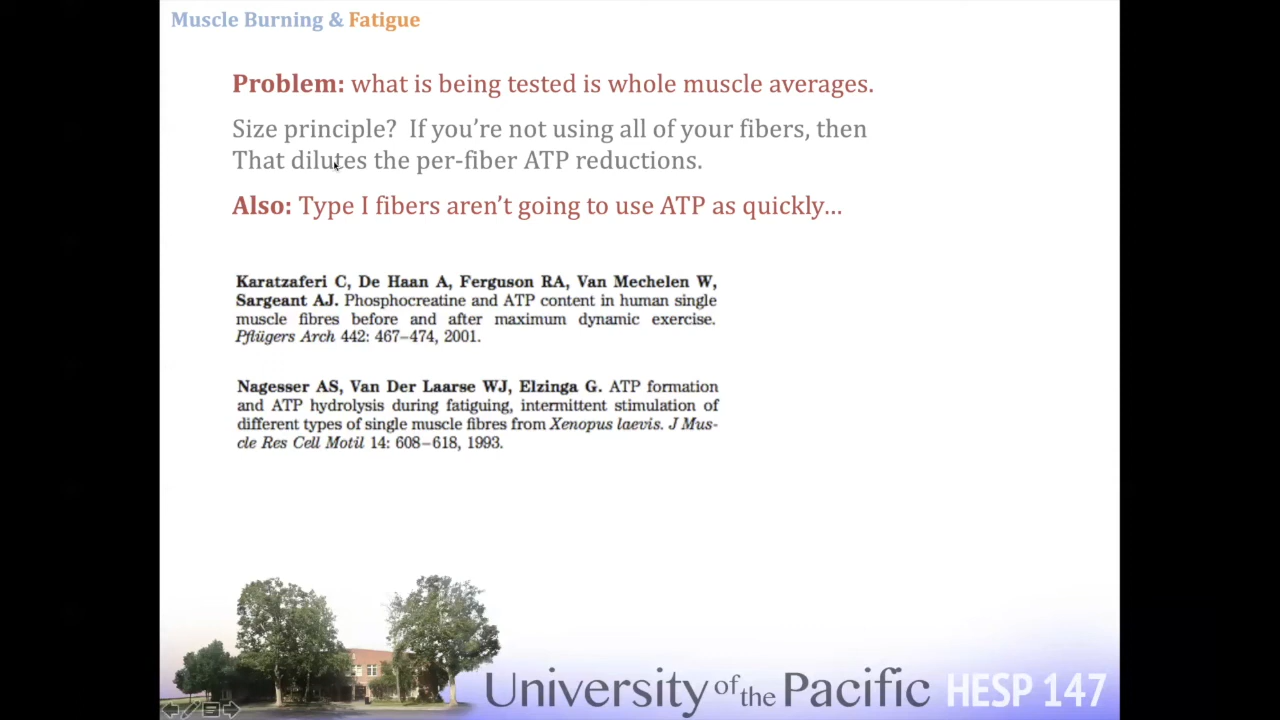 Muscle Burning & Fatigue
Problem: what is being tested is whole muscle averages.
Size principle?  If you’re not using all of your fibers, then
That dilutes the per-fiber ATP reductions.
Also: Type I fibers aren’t going to use ATP as quickly…
Karatzaferi C, De Haan A, Ferguson RA, Van Mechelen W,
Sargeant AJ. Phosphocreatine and ATP content in human single
muscle fibres before and after maximum dynamic exercise.
Pflügers Arch 442: 467–474, 2001.
Nagesser AS, Van Der Laarse WJ, Elzinga G. ATP formation
and ATP hydrolysis during fatiguing, intermittent stimulation of
different types of single muscle fibres from Xenopus laevis. J Mus-
cle Res Cell Motil 14: 608–618, 1993.
University of the Pacific HESP 147